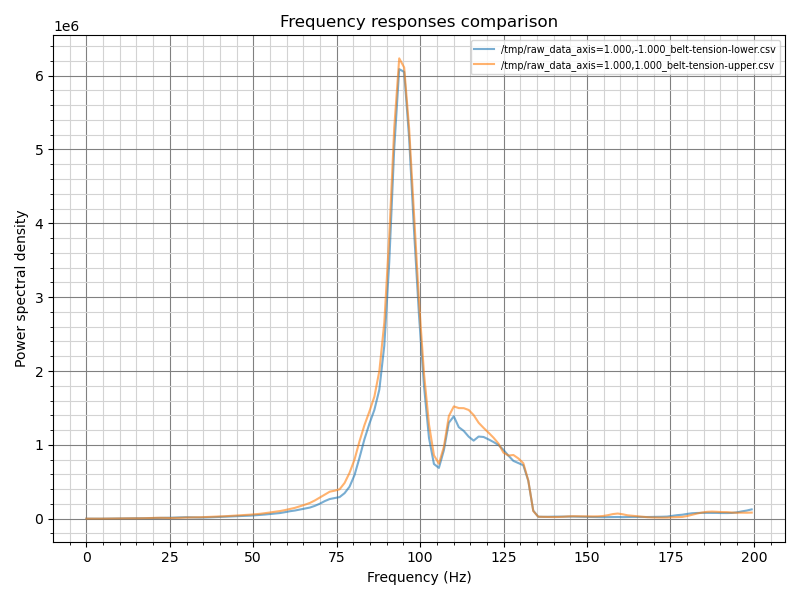 Frequency responses comparison
1e6
/tmp/raw_data_axis=1.000,-1.000_belt-tension-lower.csv
/tmp/raw_data_axis=1.000,1.000_belt-tension-upper.csv
6
5
4
3
2
1
0
Power spectral density
0 25 50 75 100 125 150 175 200
Frequency (Hz)